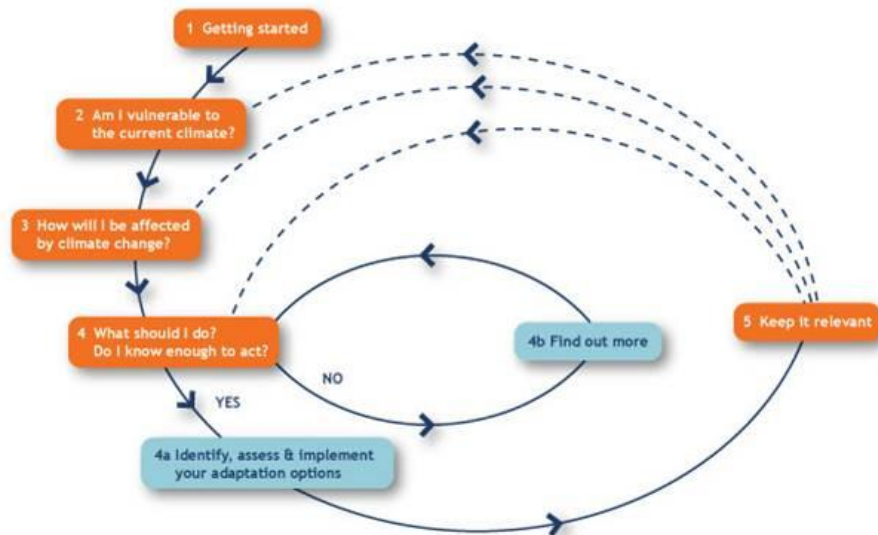 1 Getting started
2 Am I vulnerable to
the current climate?
3 How will I be affected
by climate change?
4 What should I do?
Do I know enough to act?
NO
4b Find out more
5 Keep it relevant
YES
4a Identify, assess & implement
your adaptation options